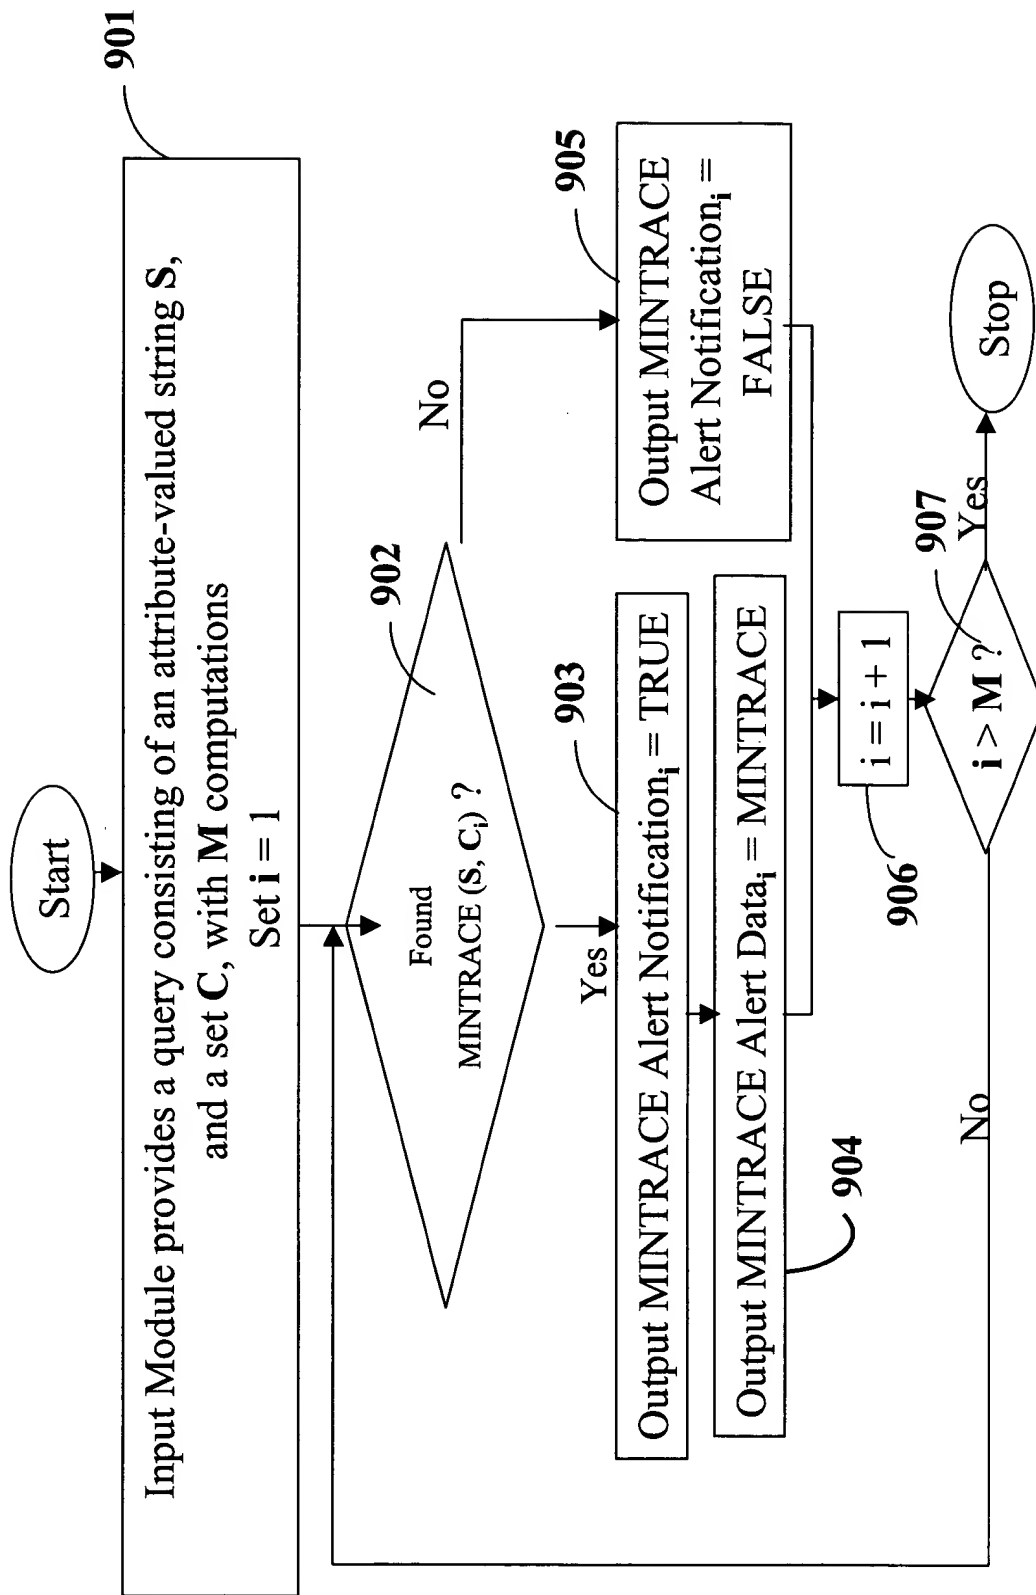 Start
901
Input Module provides a query consisting of an attribute-valued string S,
and a set C, with M computations
Set i = 1
902
Found
MINTRACE (S, Cᵢ) ?
No
Yes
903
Output MINTRACE Alert Notificationᵢ = TRUE
Output MINTRACE Alert Dataᵢ = MINTRACE
904
905
Output MINTRACE
Alert Notificationᵢ =
FALSE
906
i = i + 1
907
i > M ?
Yes
No
Stop